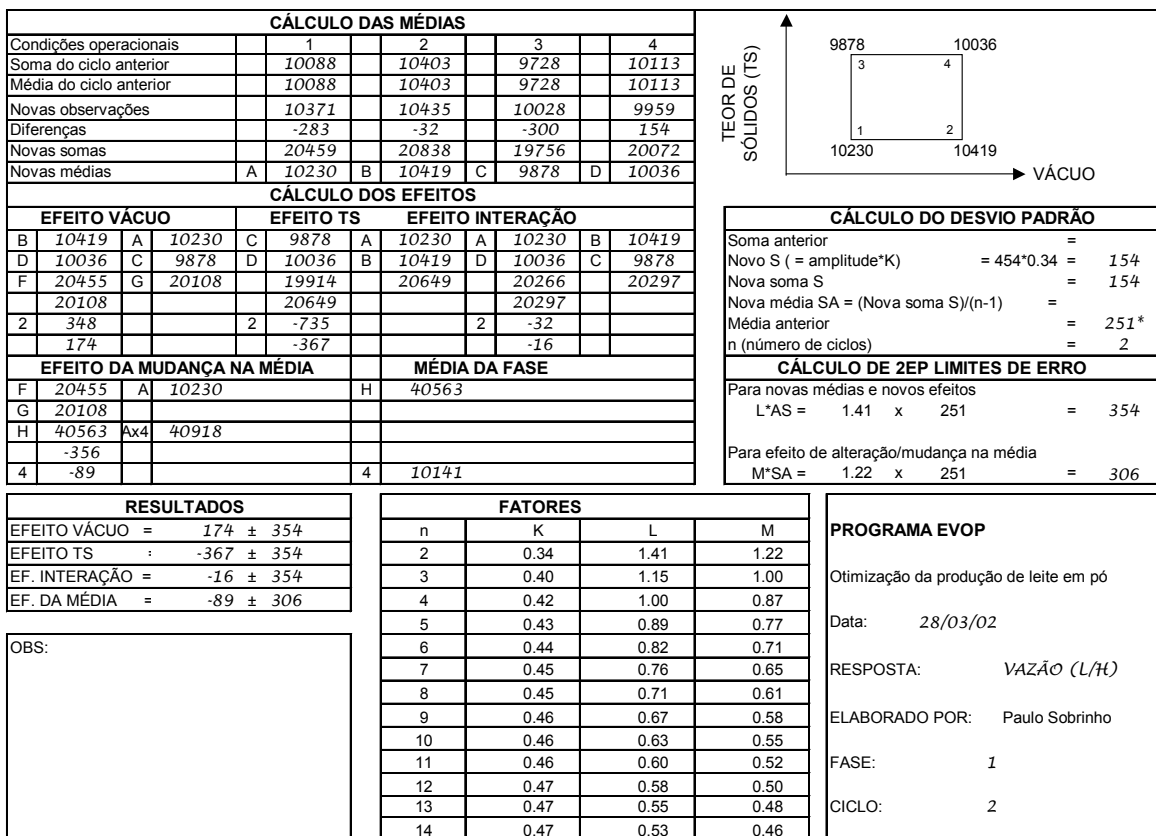 CÁLCULO DAS MÉDIAS
Condições operacionais 1 2 3 4
Soma do ciclo anterior 10088 10403 9728 10113
Média do ciclo anterior 10088 10403 9728 10113
Novas observações 10371 10435 10028 9959
Diferenças -283 -32 -300 154
Novas somas 20459 20838 19756 20072
Novas médias A 10230 B 10419 C 9878 D 10036
CÁLCULO DOS EFEITOS
EFEITO VÁCUO EFEITO TS EFEITO INTERAÇÃO
B 10419 A 10230 C 9878 A 10230 A 10230 B 10419
D 10036 C 9878 D 10036 B 10419 D 10036 C 9878
F 20455 G 20108 19914 20649 20266 20297
20108 20649 20297
2 348 2 -735 2 -32
174 -367 -16
EFEITO DA MUDANÇA NA MÉDIA MÉDIA DA FASE
F 20455 A 10230 H 40563
G 20108
H 40563 Ax4 40918
-356
4 -89 4 10141
TEOR DE
SÓLIDOS (TS)
9878 10036
3 4
1 2
10230 10419
VÁCUO
CÁLCULO DO DESVIO PADRÃO
Soma anterior =
Novo S ( = amplitude*K) = 454*0.34 = 154
Nova soma S = 154
Nova média SA = (Nova soma S)/(n-1) =
Média anterior = 251*
n (número de ciclos) = 2
CÁLCULO DE 2EP LIMITES DE ERRO
Para novas médias e novos efeitos
L*AS = 1.41 x 251 = 354
Para efeito de alteração/mudança na média
M*SA = 1.22 x 251 = 306
RESULTADOS
EFEITO VÁCUO = 174 ± 354
EFEITO TS : -367 ± 354
EF. INTERAÇÃO = -16 ± 354
EF. DA MÉDIA = -89 ± 306
OBS:
FATORES
n K L M
2 0.34 1.41 1.22
3 0.40 1.15 1.00
4 0.42 1.00 0.87
5 0.43 0.89 0.77
6 0.44 0.82 0.71
7 0.45 0.76 0.65
8 0.45 0.71 0.61
9 0.46 0.67 0.58
10 0.46 0.63 0.55
11 0.46 0.60 0.52
12 0.47 0.58 0.50
13 0.47 0.55 0.48
14 0.47 0.53 0.46
PROGRAMA EVOP
Otimização da produção de leite em pó
Data: 28/03/02
RESPOSTA: VAZÃO (L/H)
ELABORADO POR: Paulo Sobrinho
FASE: 1
CICLO: 2